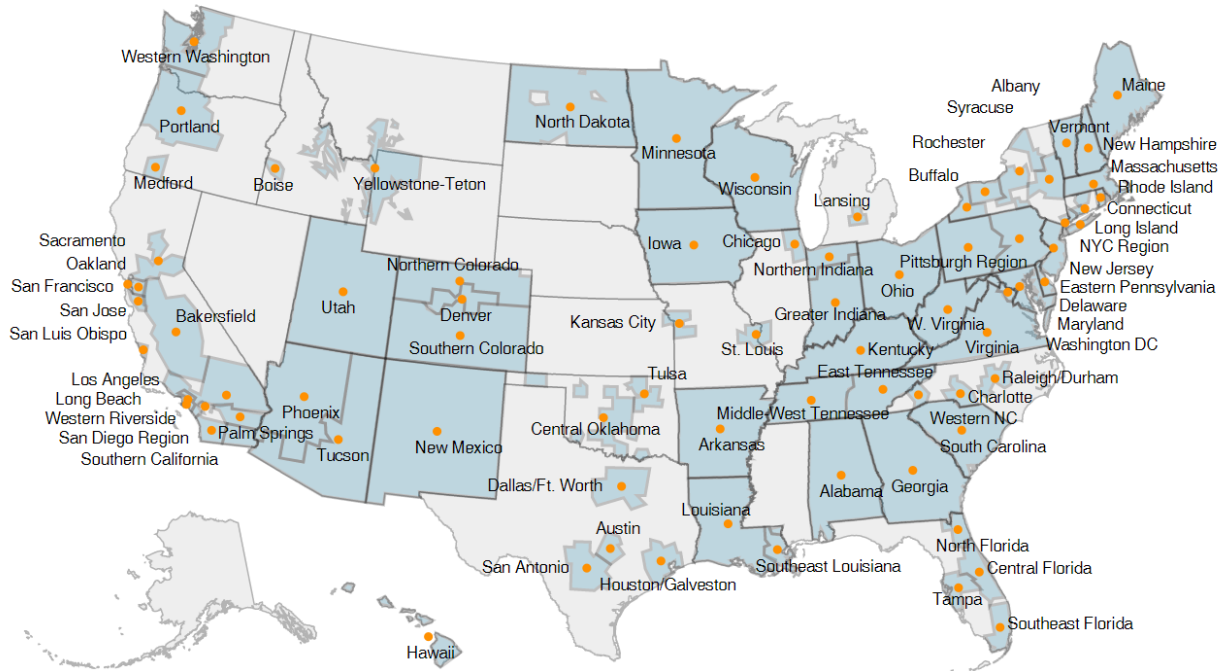 Western Washington
Portland
Medford
Boise
Yellowstone-Teton
North Dakota
Minnesota
Wisconsin
Iowa
Chicago
Lansing
Albany
Syracuse
Rochester
Buffalo
Maine
Vermont
New Hampshire
Massachusetts
Rhode Island
Connecticut
Long Island
NYC Region
New Jersey
Eastern Pennsylvania
Delaware
Maryland
Washington DC
Pittsburgh Region
Northern Indiana
Ohio
Greater Indiana
W. Virginia
Virginia
Sacramento
Oakland
San Francisco
San Jose
San Luis Obispo
Bakersfield
Utah
Northern Colorado
Denver
Southern Colorado
Kansas City
St. Louis
Kentucky
East Tennessee
Raleigh/Durham
Charlotte
Western NC
South Carolina
Los Angeles
Long Beach
Western Riverside
San Diego Region
Southern California
Palm Springs
Phoenix
Tucson
New Mexico
Tulsa
Central Oklahoma
Middle-West Tennessee
Arkansas
Dallas/Ft. Worth
Louisiana
Alabama
Georgia
Austin
San Antonio
Houston/Galveston
Southeast Louisiana
North Florida
Central Florida
Tampa
Southeast Florida
Hawaii